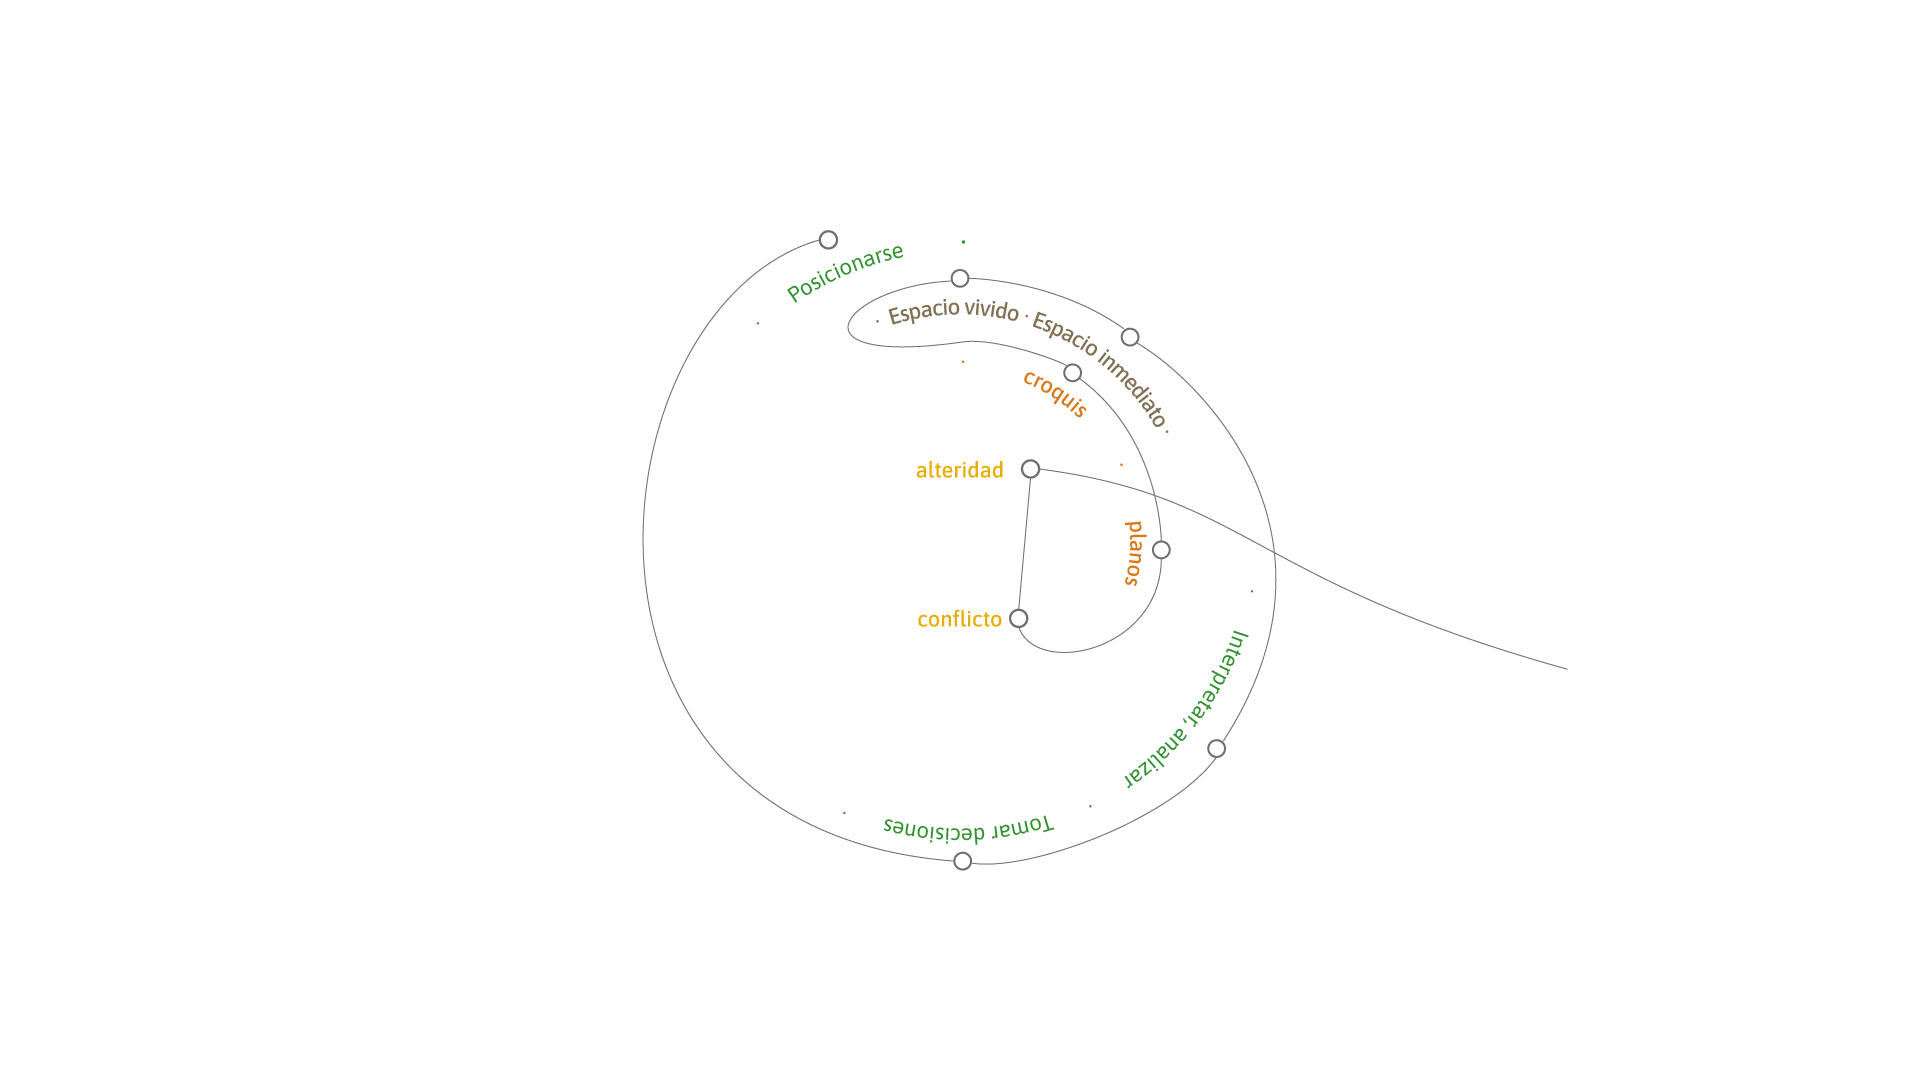 Posicionarse
· Espacio vivido · Espacio inmediato ·
croquis
alteridad
planos
conflicto
Interpretar, analizar
Tomar decisiones